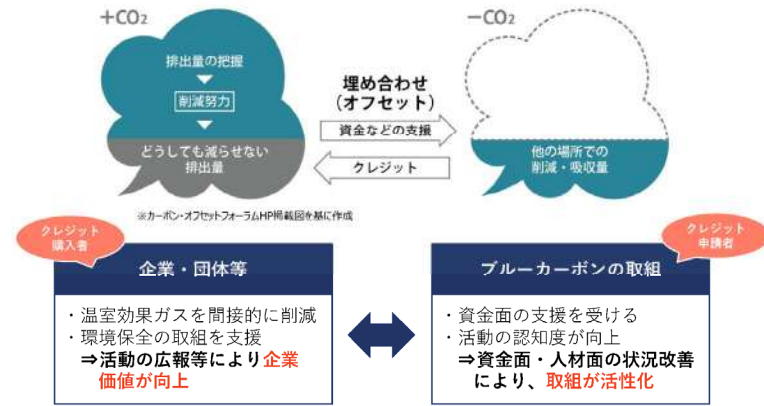 +CO₂
排出量の把握
削減努力
どうしても減らせない
排出量
埋め合わせ
(オフセット)
資金などの支援
クレジット
－CO₂
他の場所での
削減・吸収量
※カーボン・オフセットフォーラムHP掲載図を基に作成
クレジット
購入者
企業・団体等
・温室効果ガスを間接的に削減
・環境保全の取組を支援
⇒活動の広報等により企業
価値が向上
クレジット
申請者
ブルーカーボンの取組
・資金面の支援を受ける
・活動の認知度が向上
⇒資金面・人材面の状況改善
により、取組が活性化